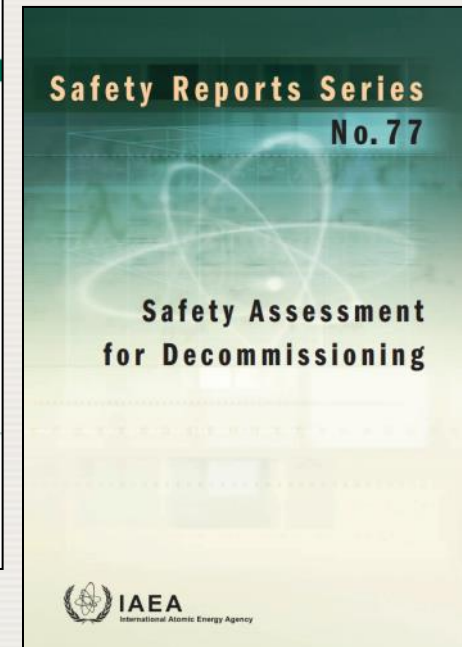 Safety Reports Series
No. 77
Safety Assessment
for Decommissioning
IAEA
International Atomic Energy Agency